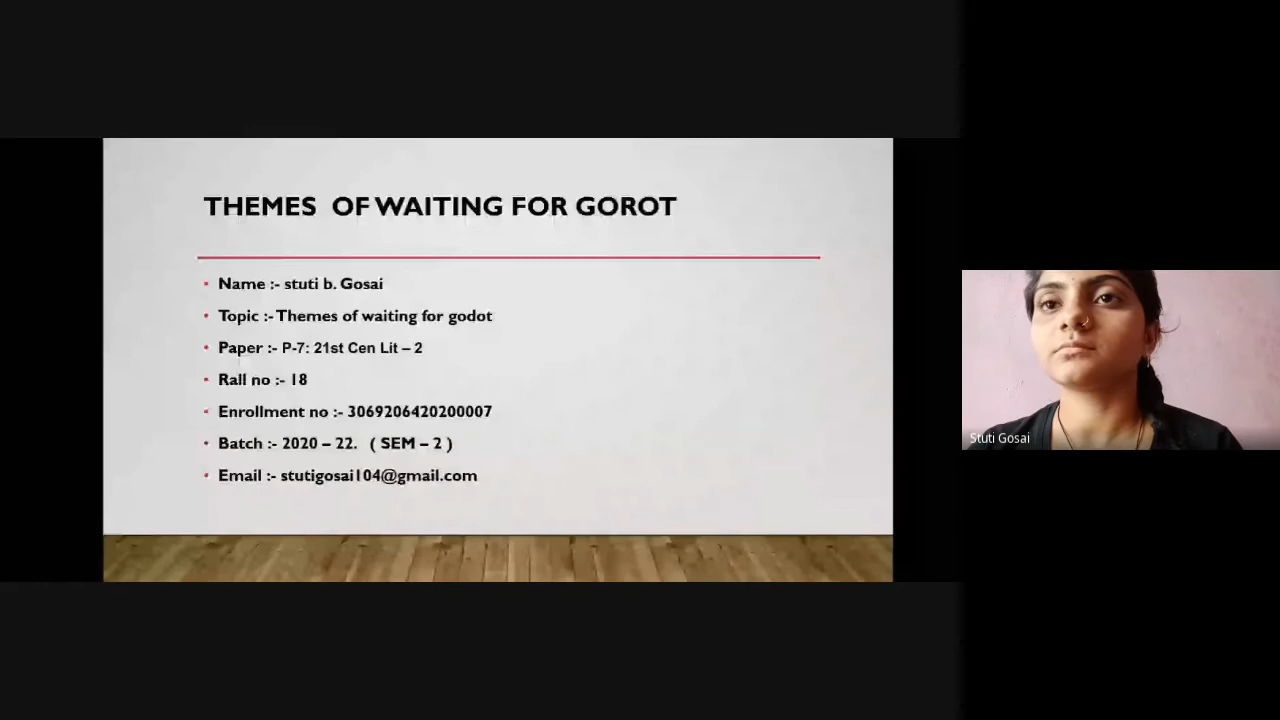 THEMES OF WAITING FOR GOROT
Name :- stuti b. Gosai
Topic :- Themes of waiting for godot
Paper :- P-7: 21st Cen Lit – 2
Rall no :- 18
Enrollment no :- 3069206420200007
Batch :- 2020 – 22. ( SEM – 2 )
Email :- stutigosai104@gmail.com
Stuti Gosai